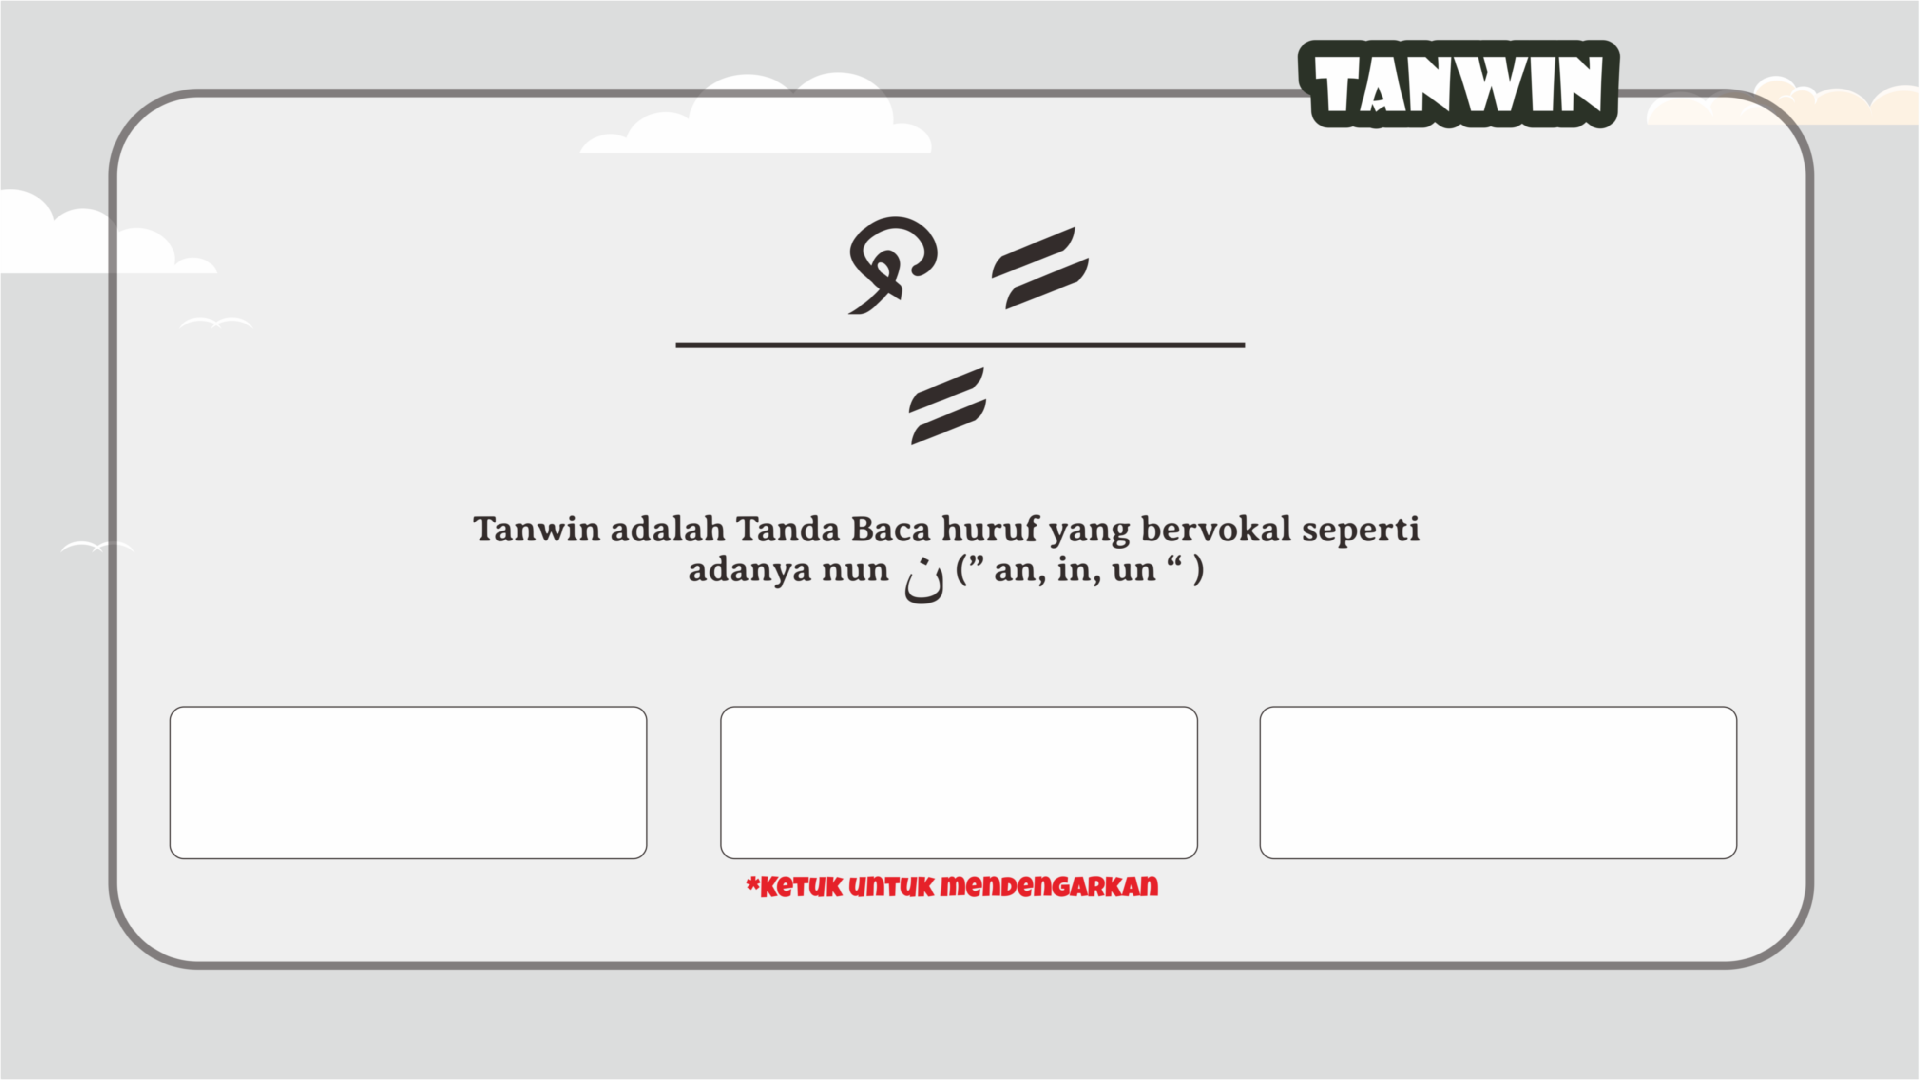 TANWIN
ٌ ً
ٍ
Tanwin adalah Tanda Baca huruf yang bervokal seperti
adanya nun ن (” an, in, un “ )
*Ketuk untuk mendengarkan